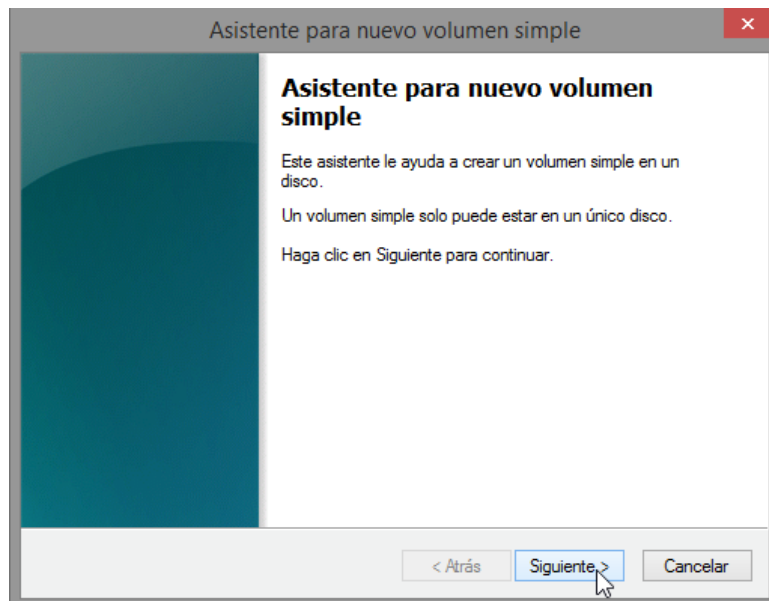 Asistente para nuevo volumen simple
Asistente para nuevo volumen
simple
Este asistente le ayuda a crear un volumen simple en un
disco.
Un volumen simple solo puede estar en un único disco.
Haga clic en Siguiente para continuar.
< Atrás Siguiente > Cancelar